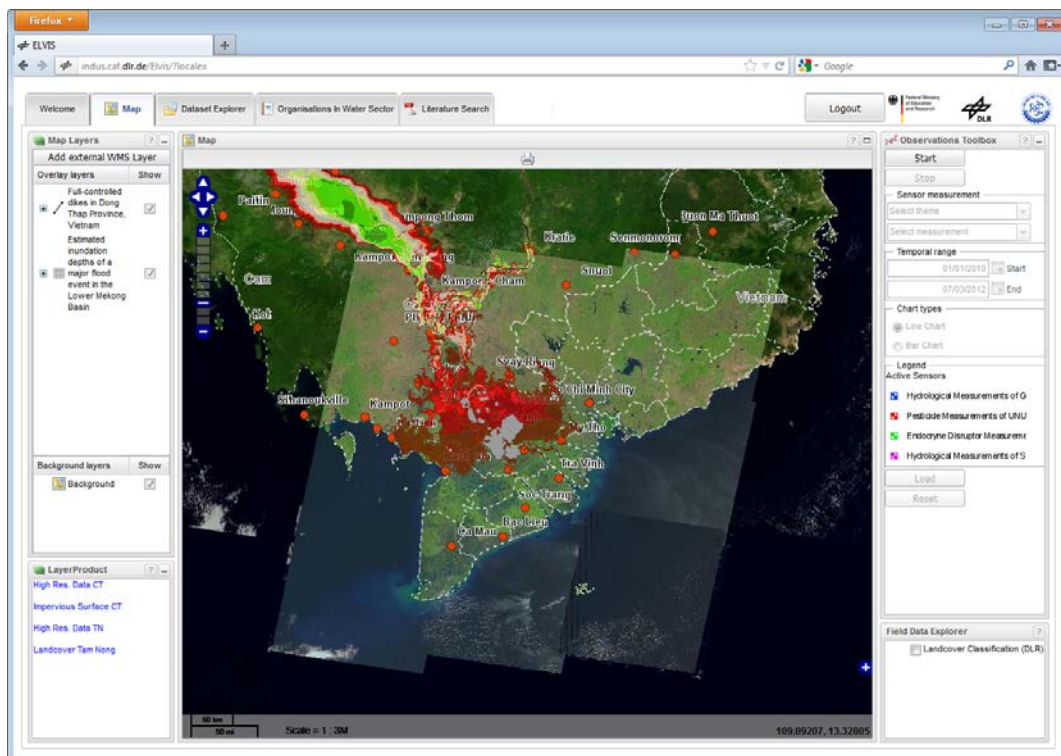 Firefox
ELVIS
indus.caf.dlr.de/Elvis/?locale=
Google
Welcome
Map
Dataset Explorer
Organisations In Water Sector
Literature Search
Logout
Federal Ministry
of Education
and Research
DLR
Map Layers
Add external WMS Layer
Overlay layers Show
Full-controlled
dikes in Dong
Thap Province,
Vietnam
Estimated
inundation
depths of a
major flood
event in the
Lower Mekong
Basin
Background layers Show
Background
LayerProduct
High Res. Data CT
Impervious Surface CT
High Res. Data TN
Landcover Tam Nong
Map
Pailin
Kratie
Senmonorom
Snuol
Vietnam
Svay Rieng
Chi Minh City
Sihanoukville
Kampot
My Tho
Tra Vinh
Soc Trang
Bac Lieu
Ca Mau
50 km
50 mi
Scale = 1 : 3M
109.09207, 13.32805
Observations Toolbox
Start
Stop
Sensor measurement
Select theme
Select measurement
Temporal range
01/01/2010 Start
07/03/2012 End
Chart types
Line Chart
Bar Chart
Legend
Active Sensors
Hydrological Measurements of G
Pesticide Measurements of UNU
Endocryne Disruptor Measureme
Hydrological Measurements of S
Load
Reset
Field Data Explorer
Landcover Classification (DLR)